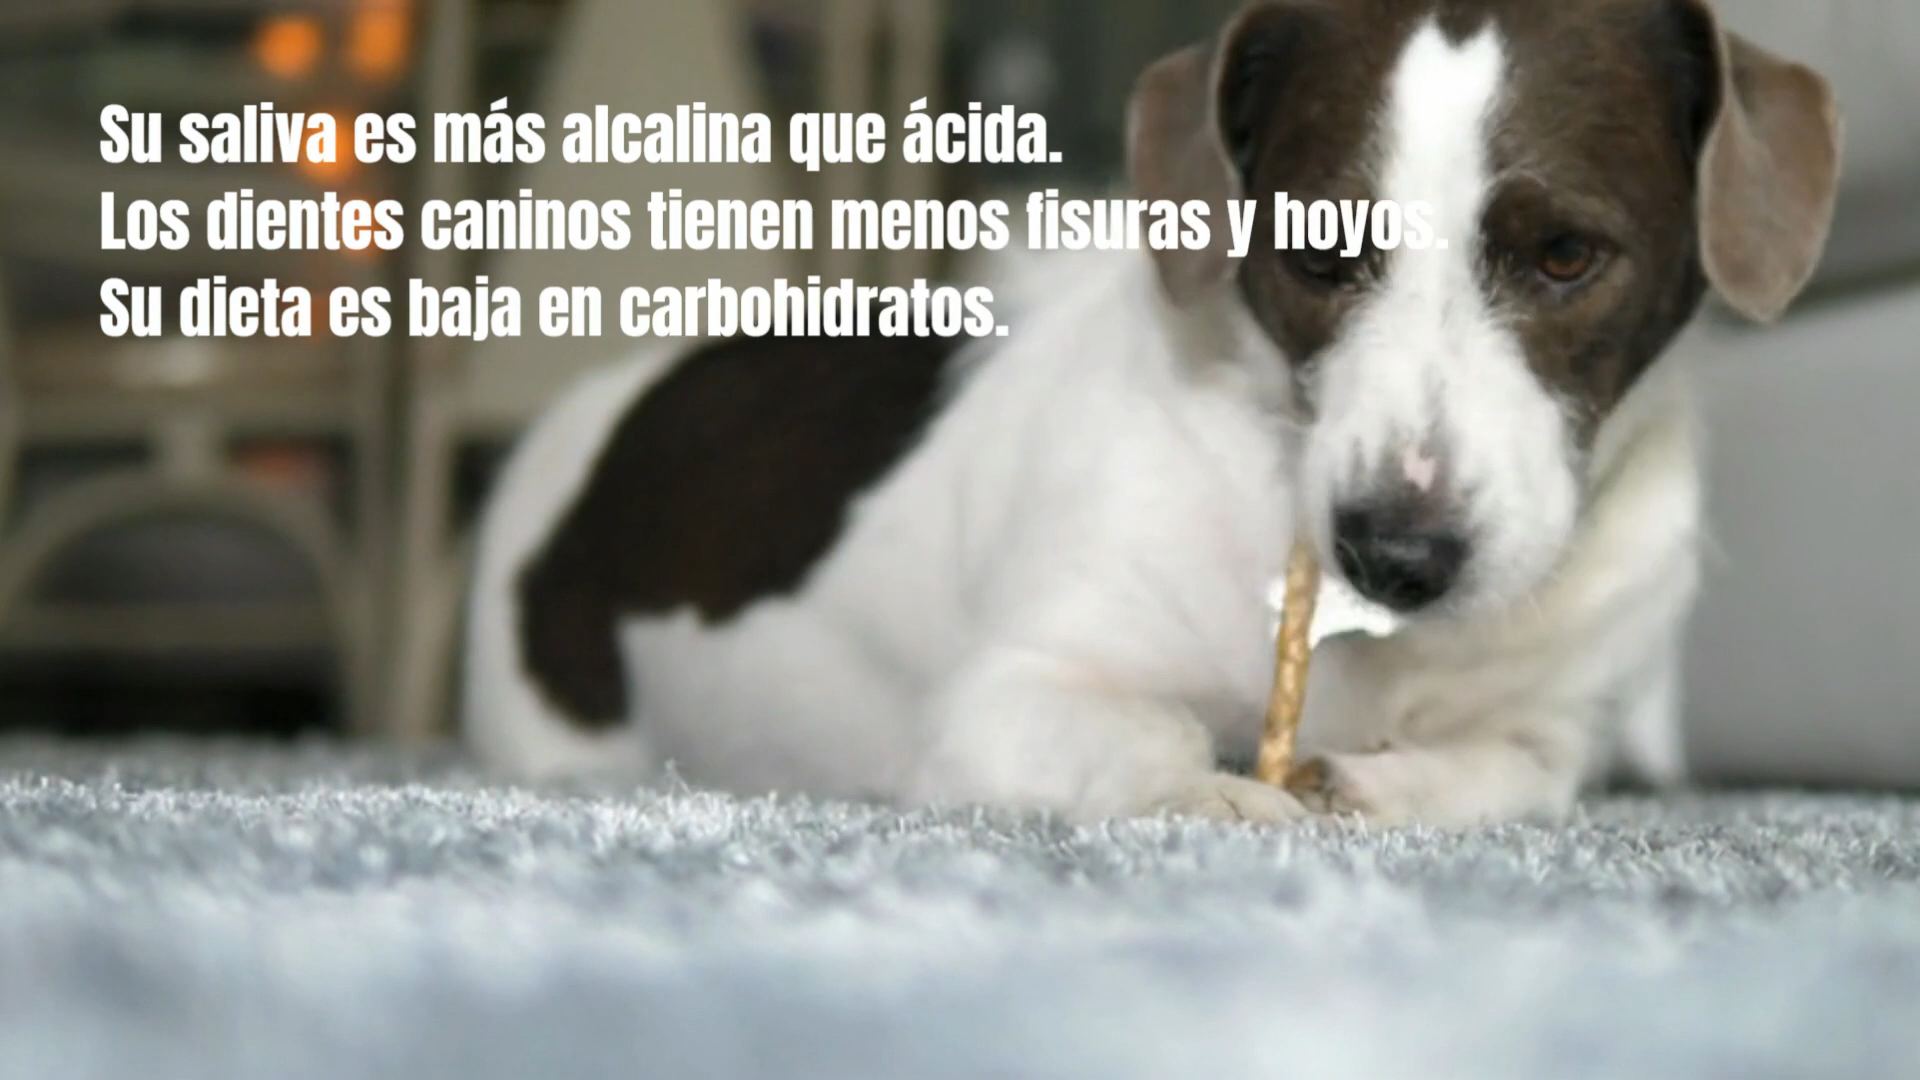 Su saliva es más alcalina que ácida.
Los dientes caninos tienen menos fisuras y hoyos.
Su dieta es baja en carbohidratos.